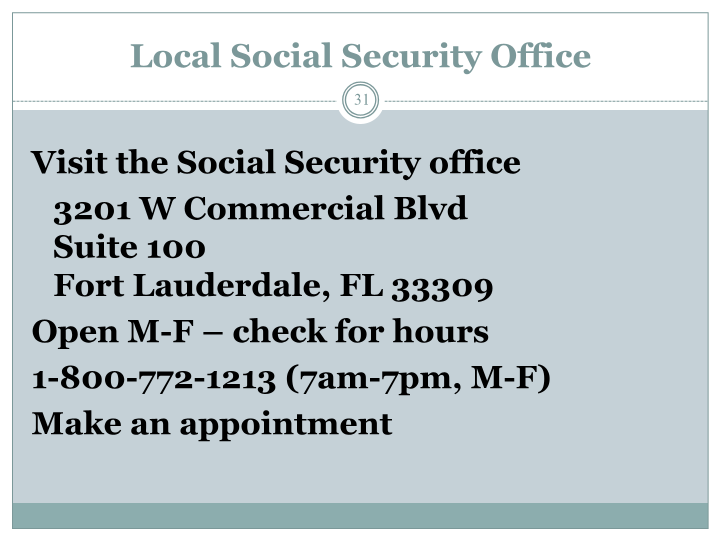 Local Social Security Office
31
Visit the Social Security office
3201 W Commercial Blvd
Suite 100
Fort Lauderdale, FL 33309
Open M-F – check for hours
1-800-772-1213 (7am-7pm, M-F)
Make an appointment